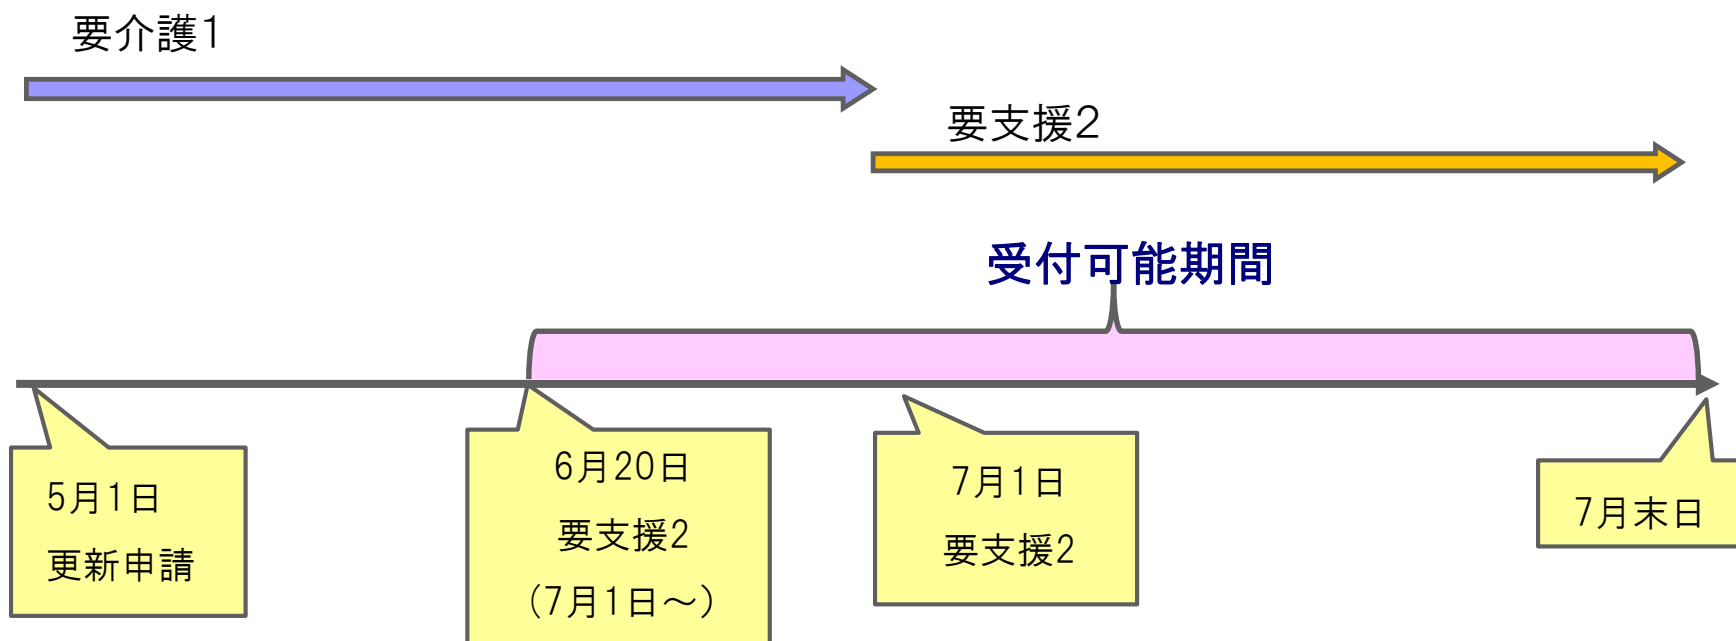 要介護1
要支援2
受付可能期間
5月1日
更新申請
6月20日
要支援2
(7月1日～)
7月1日
要支援2
7月末日